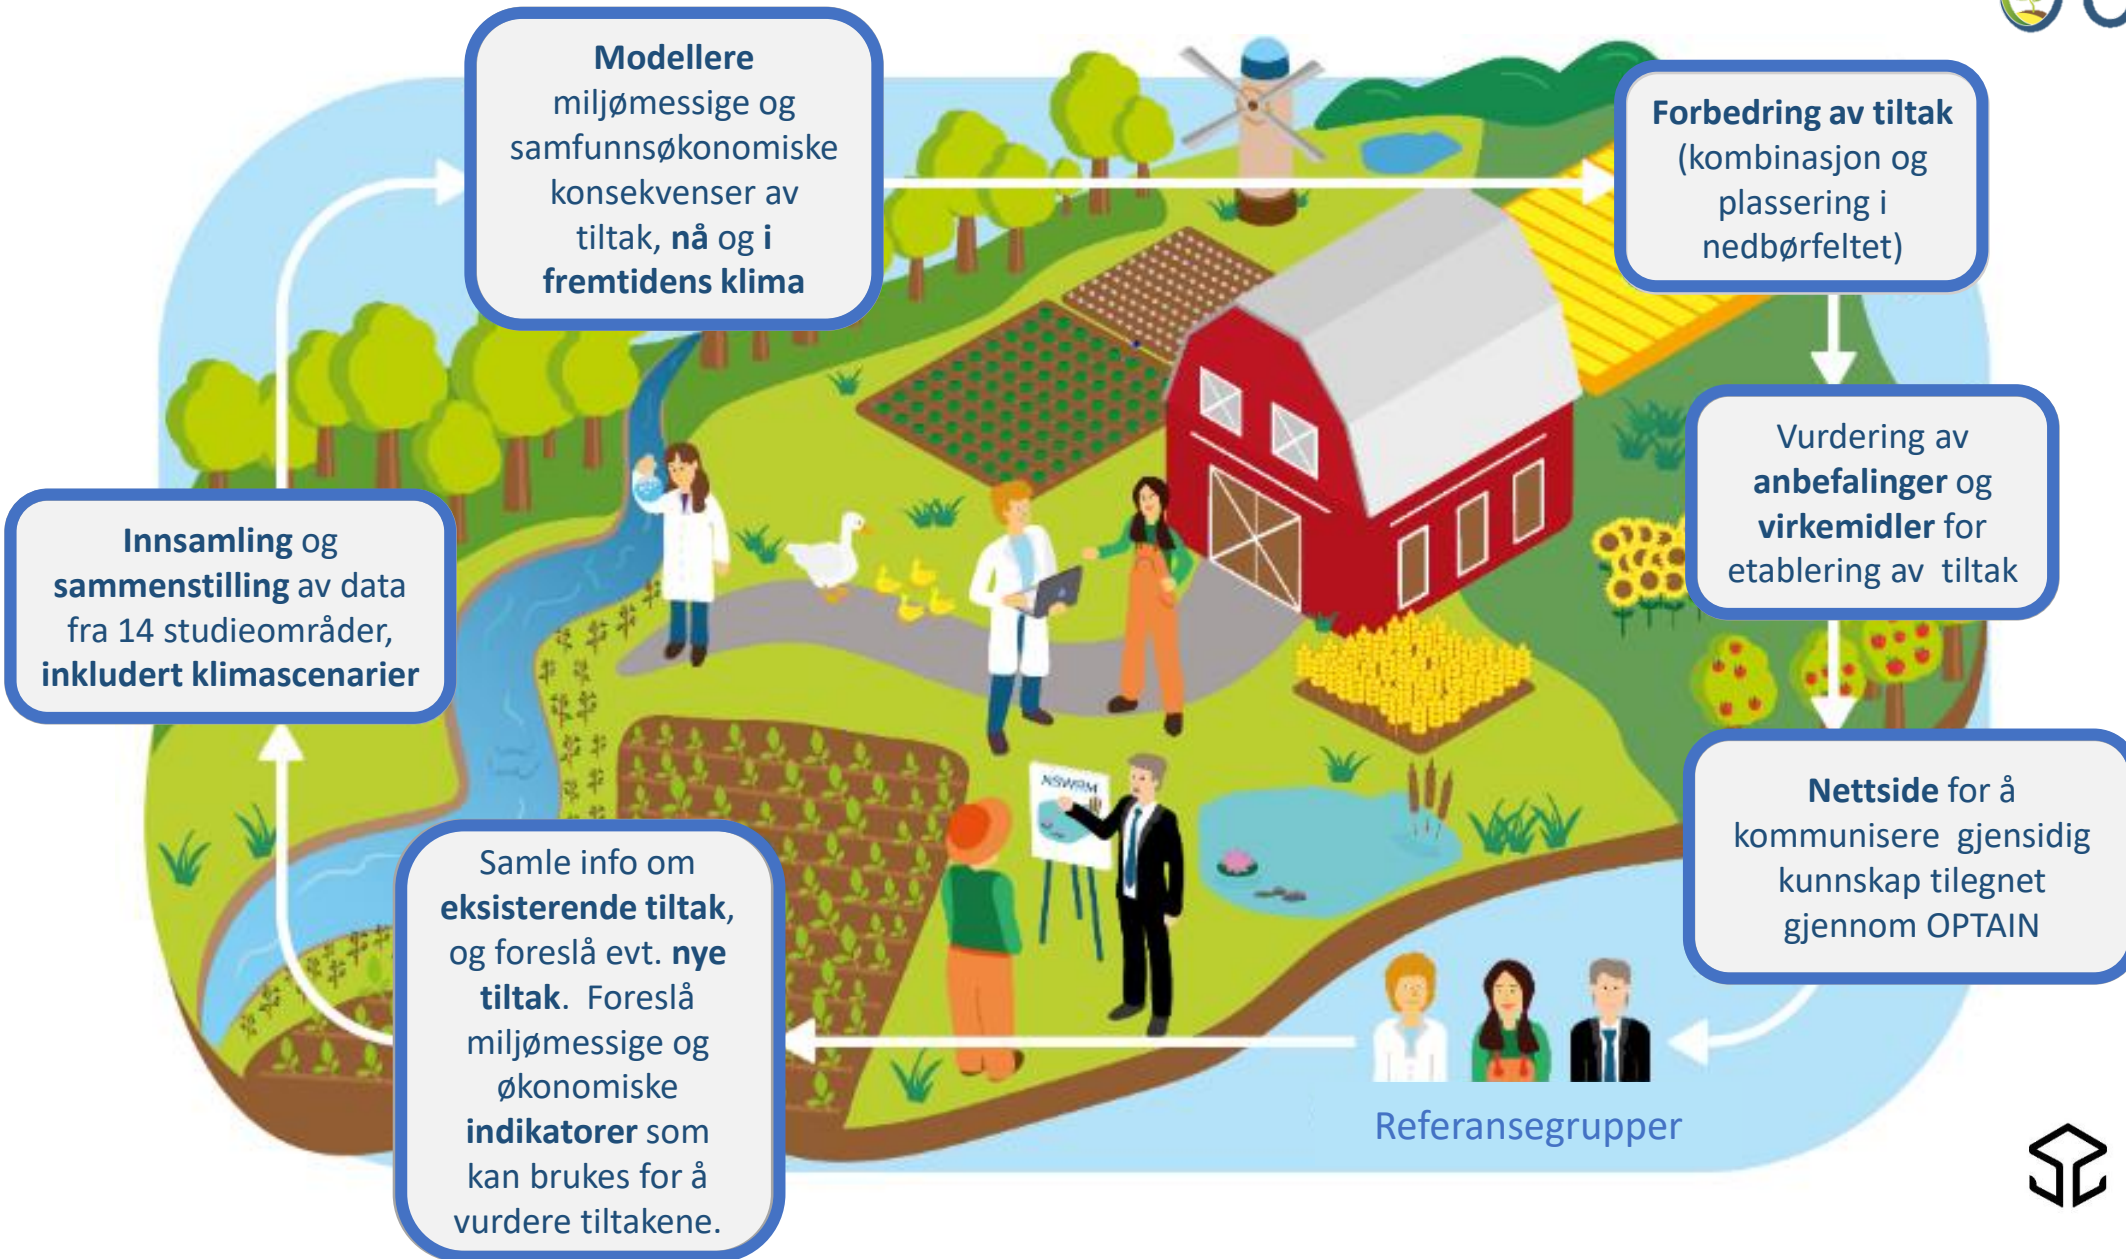 Modellere
miljømessige og
samfunnsøkonomiske
konsekvenser av
tiltak, nå og i
fremtidens klima
Forbedring av tiltak
(kombinasjon og
plassering i
nedbørfeltet)
Vurdering av
anbefalinger og
virkemidler for
etablering av  tiltak
Nettside for å
kommunisere  gjensidig
kunnskap tilegnet
gjennom OPTAIN
Referansegrupper
Samle info om
eksisterende tiltak,
og foreslå evt. nye
tiltak.  Foreslå
miljømessige og
økonomiske
indikatorer som
kan brukes for å
vurdere tiltakene.
Innsamling og
sammenstilling av data
fra 14 studieområder,
inkludert klimascenarier
NSWRM